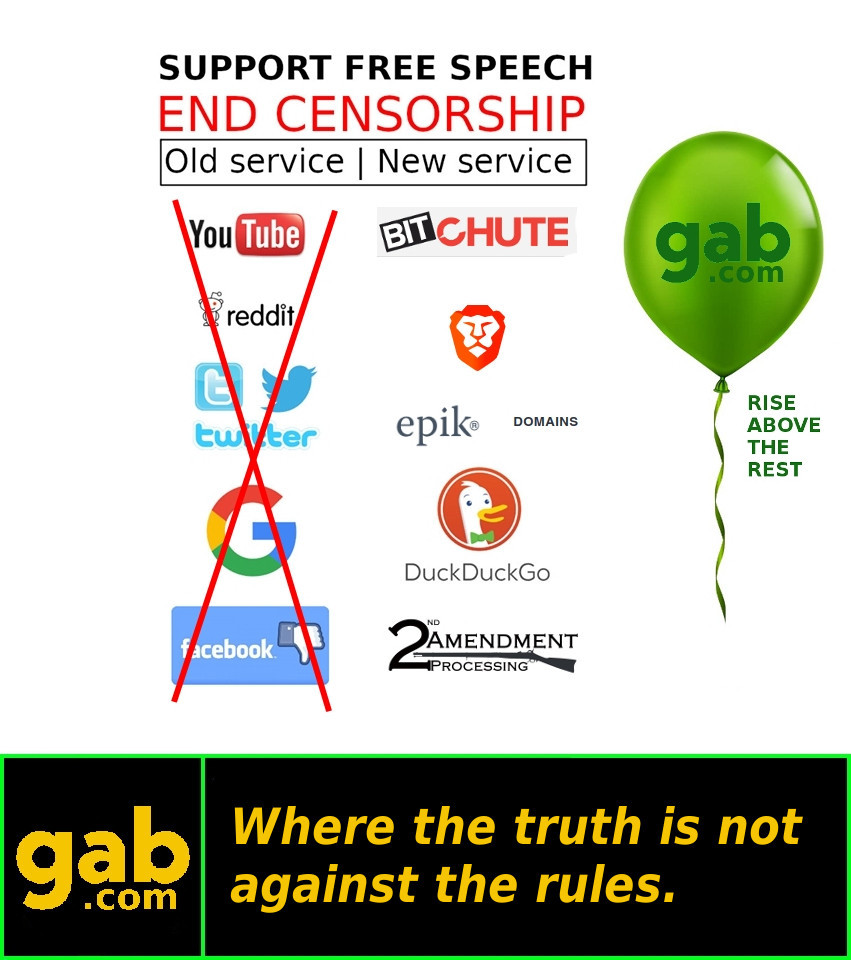 SUPPORT FREE SPEECH
END CENSORSHIP
Old service | New service
YouTube
BITCHUTE
reddit
t
twitter
epik® DOMAINS
G
DuckDuckGo
facebook.
2ND AMENDMENT
PROCESSING
gab
.com
RISE
ABOVE
THE
REST
gab
.com
Where the truth is not
against the rules.